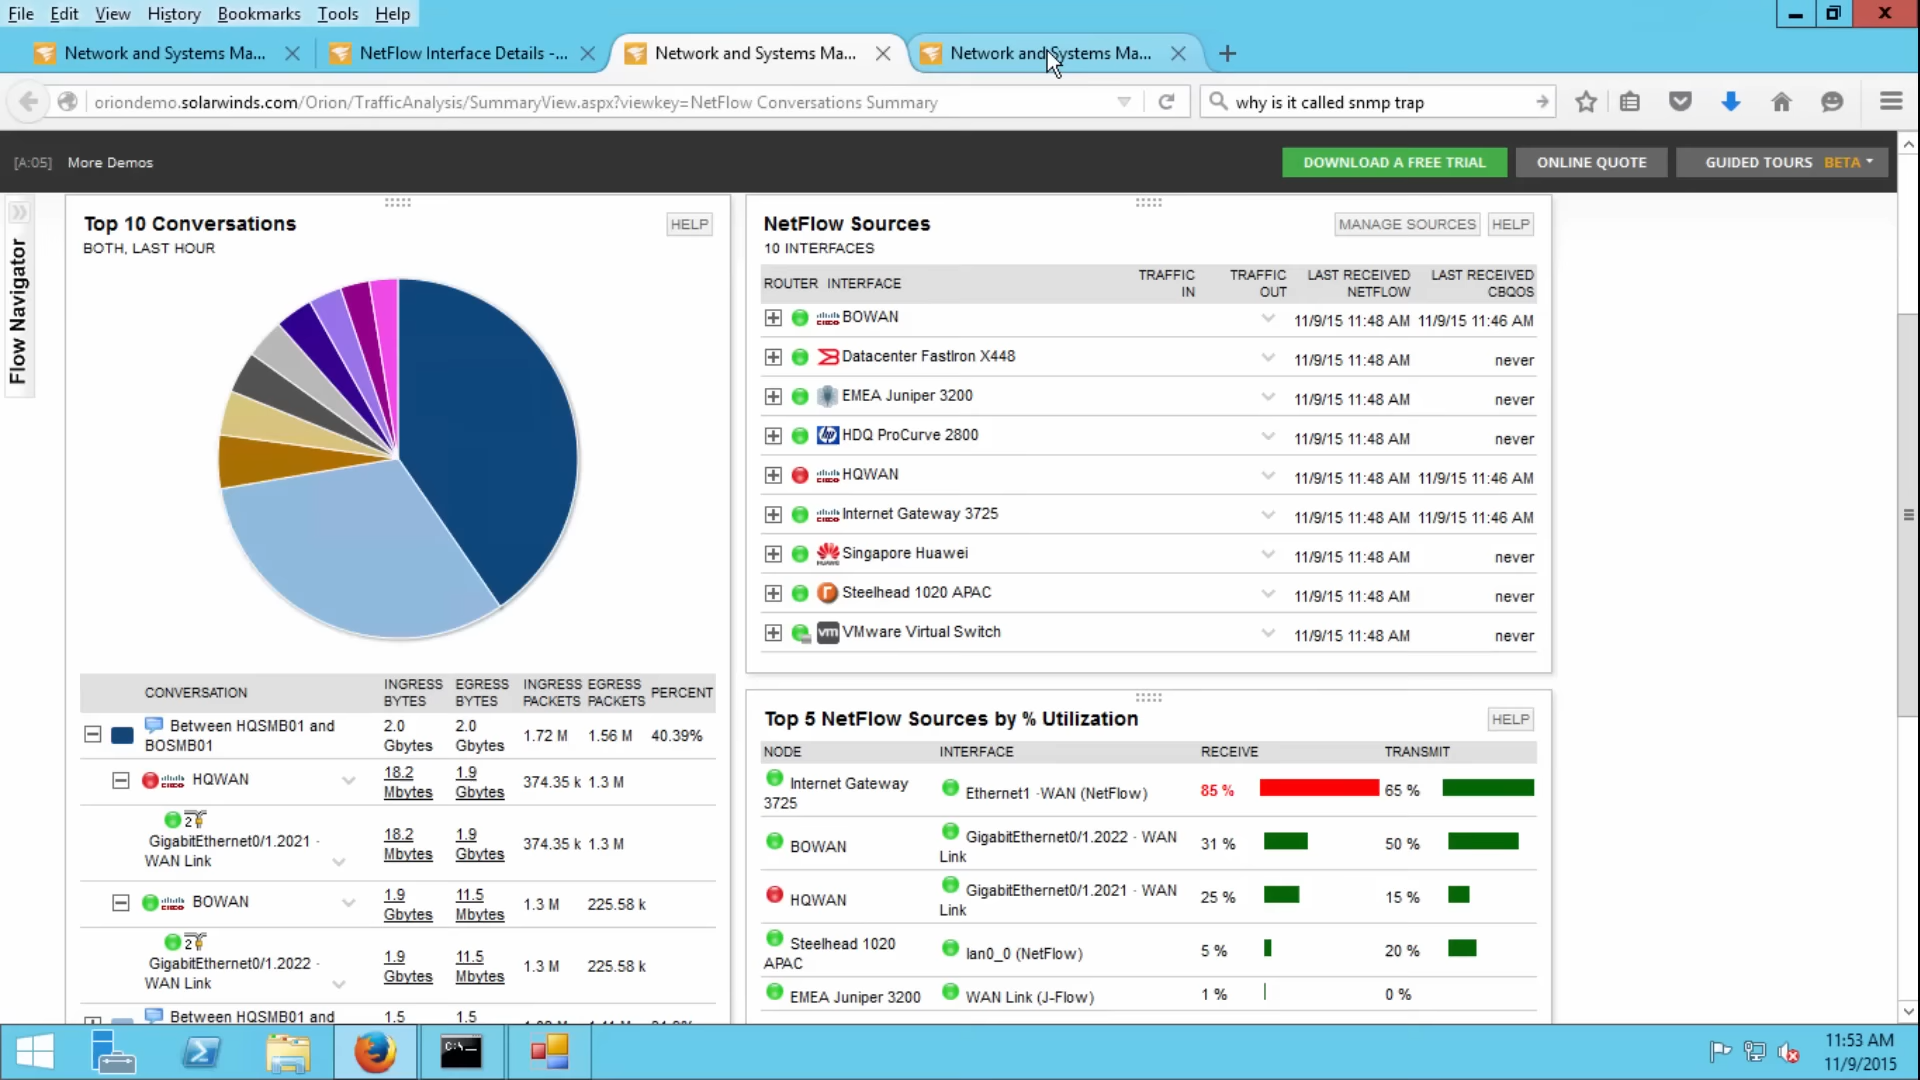 File Edit View History Bookmarks Tools Help
Network and Systems Ma...
NetFlow Interface Details -...
Network and Systems Ma...
Network and Systems Ma...
oriondemo.solarwinds.com/Orion/TrafficAnalysis/SummaryView.aspx?viewkey=NetFlow Conversations Summary
why is it called snmp trap
[A:05] More Demos
DOWNLOAD A FREE TRIAL
ONLINE QUOTE
GUIDED TOURS BETA
Flow Navigator
Top 10 Conversations
HELP
BOTH, LAST HOUR
CONVERSATION INGRESS BYTES EGRESS BYTES INGRESS PACKETS EGRESS PACKETS PERCENT
Between HQSMB01 and BOSMB01 2.0 Gbytes 2.0 Gbytes 1.72 M 1.56 M 40.39%
HQWAN 18.2 Mbytes 1.9 Gbytes 374.35 k 1.3 M
2
GigabitEthernet0/1.2021 · WAN Link 18.2 Mbytes 1.9 Gbytes 374.35 k 1.3 M
BOWAN 1.9 Gbytes 11.5 Mbytes 1.3 M 225.58 k
2
GigabitEthernet0/1.2022 · WAN Link 1.9 Gbytes 11.5 Mbytes 1.3 M 225.58 k
Between HQSMB01 and 1.5 1.5
NetFlow Sources
MANAGE SOURCES HELP
10 INTERFACES
ROUTER INTERFACE TRAFFIC IN TRAFFIC OUT LAST RECEIVED NETFLOW LAST RECEIVED CBQOS
BOWAN 11/9/15 11:48 AM 11/9/15 11:46 AM
Datacenter FastIron X448 11/9/15 11:48 AM never
EMEA Juniper 3200 11/9/15 11:48 AM never
HDQ ProCurve 2800 11/9/15 11:48 AM never
HQWAN 11/9/15 11:48 AM 11/9/15 11:46 AM
Internet Gateway 3725 11/9/15 11:48 AM 11/9/15 11:46 AM
Singapore Huawei 11/9/15 11:48 AM never
Steelhead 1020 APAC 11/9/15 11:48 AM never
vm VMware Virtual Switch 11/9/15 11:48 AM never
Top 5 NetFlow Sources by % Utilization
HELP
NODE INTERFACE RECEIVE TRANSMIT
Internet Gateway 3725 Ethernet1 ·WAN (NetFlow) 85 % 65 %
BOWAN GigabitEthernet0/1.2022 · WAN Link 31 % 50 %
HQWAN GigabitEthernet0/1.2021 · WAN Link 25 % 15 %
Steelhead 1020 APAC lan0_0 (NetFlow) 5 % 20 %
EMEA Juniper 3200 WAN Link (J-Flow) 1 % 0 %
11:53 AM
11/9/2015